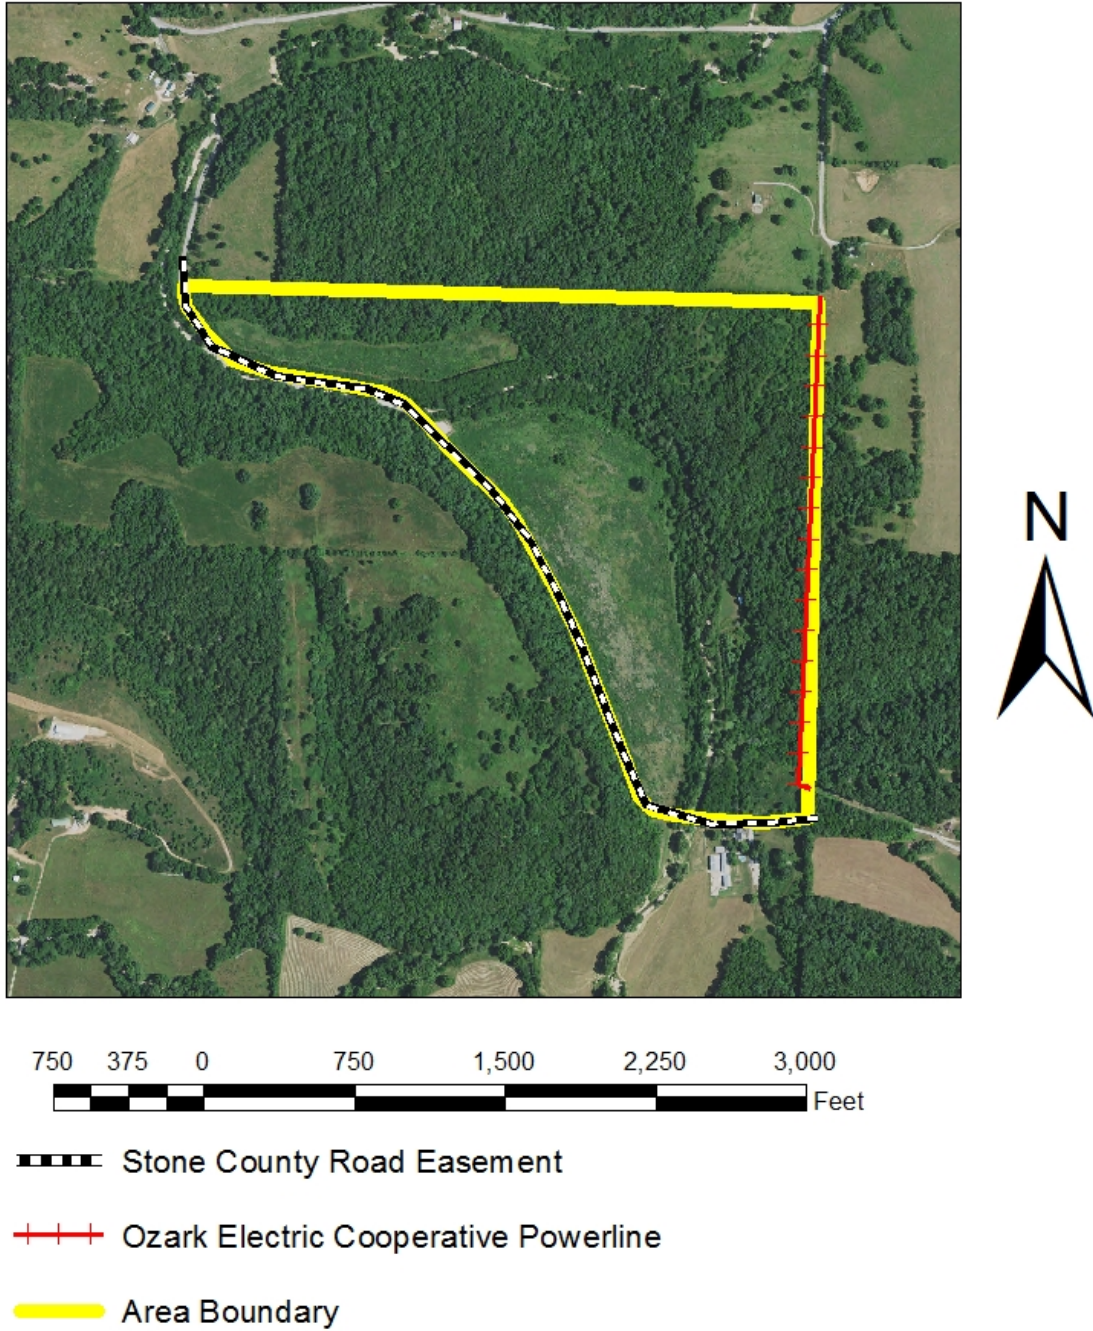 N
750 375 0 750 1,500 2,250 3,000
Feet
Stone County Road Easement
Ozark Electric Cooperative Powerline
Area Boundary